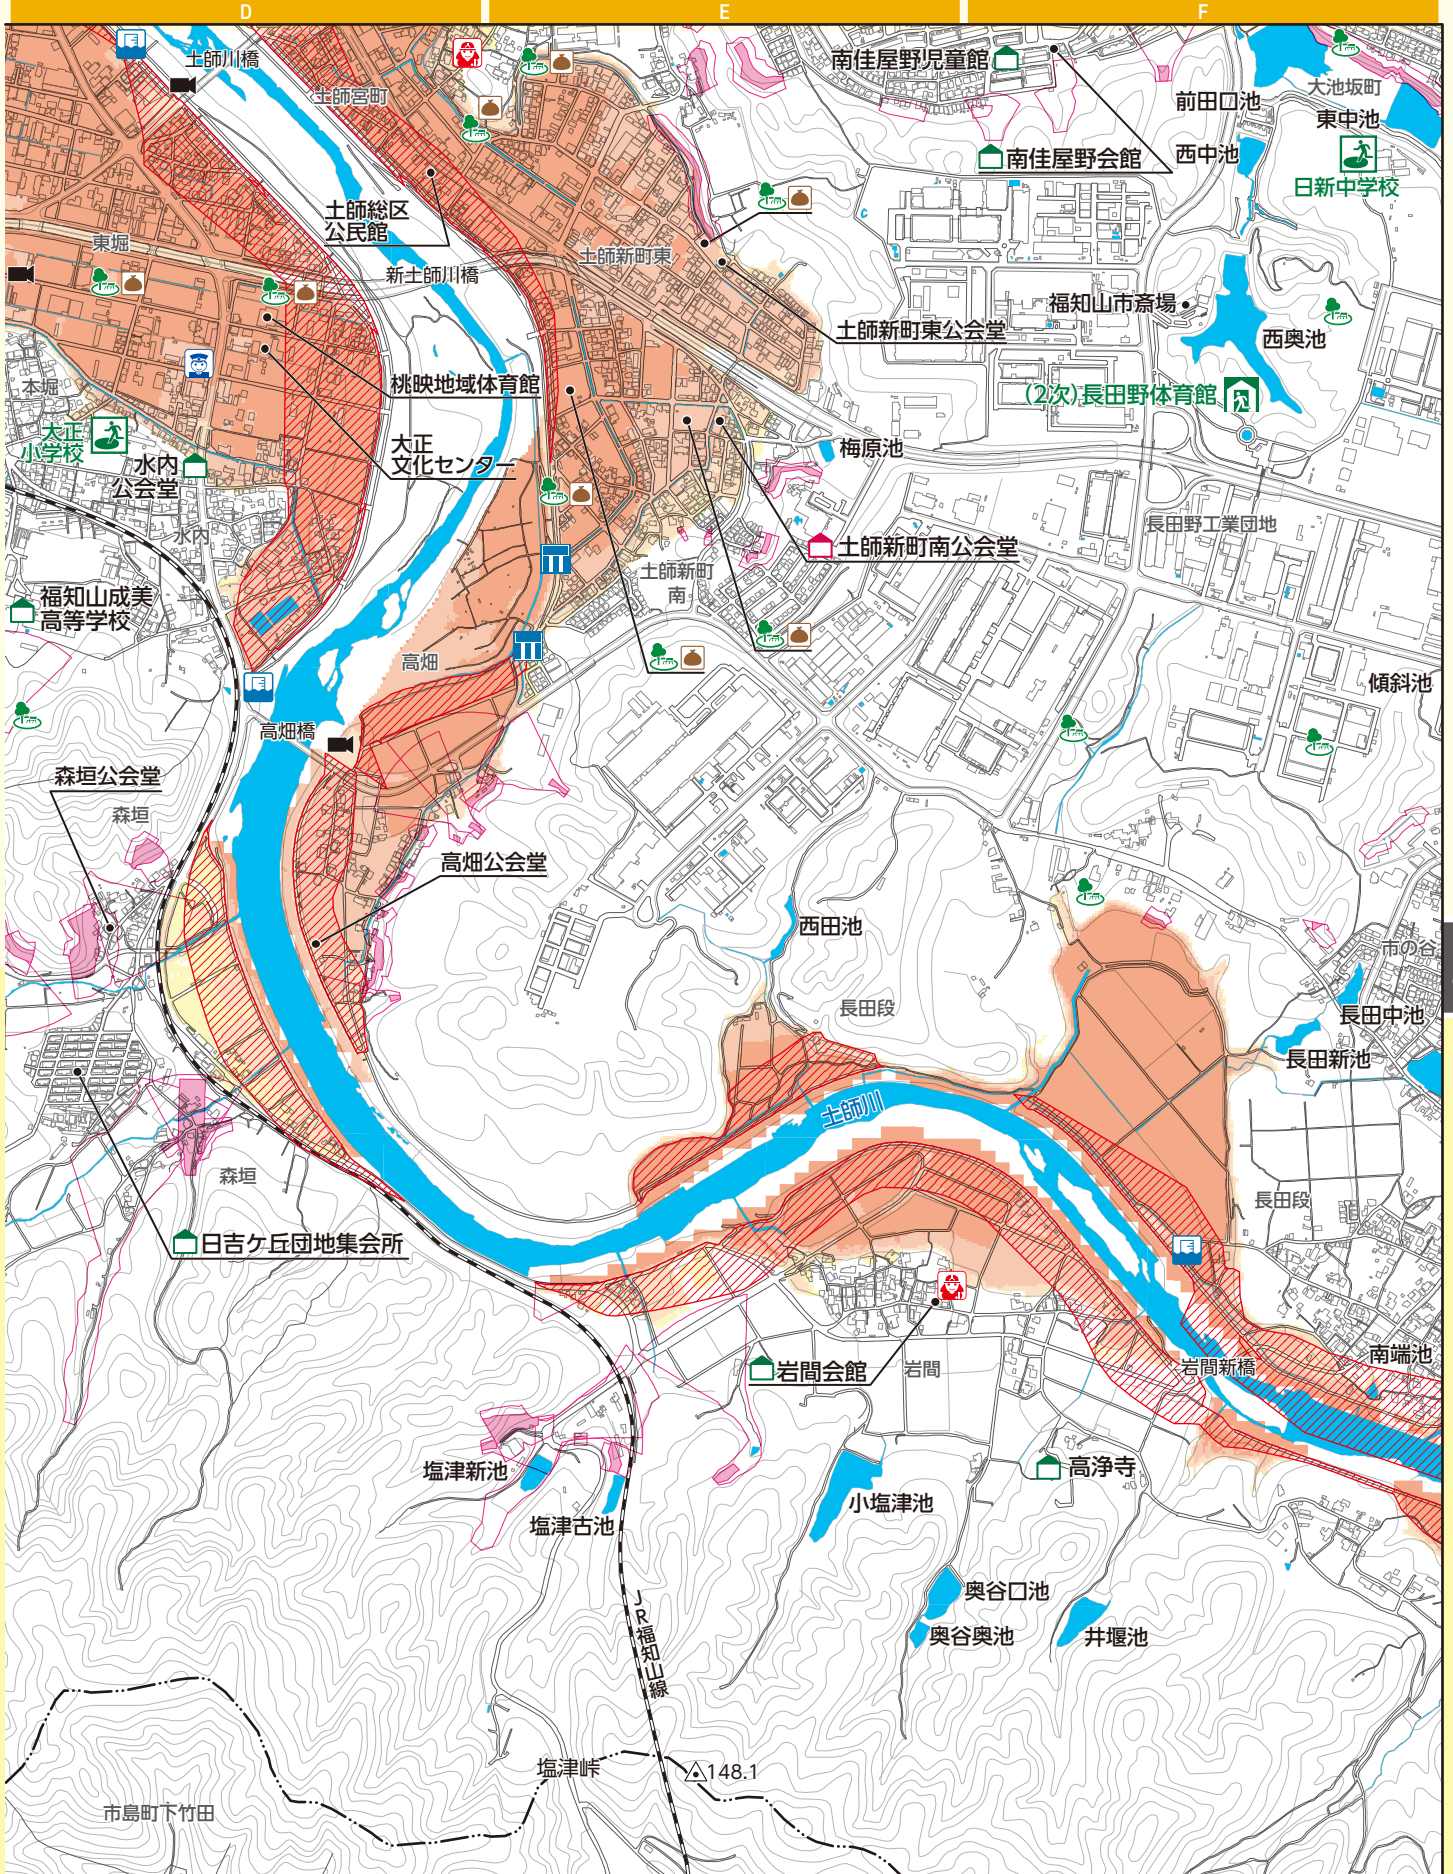 D
E
F
土師川橋
土師宮町
南佳屋野児童館
前田口池
大池坂町
東中池
西中池
南佳屋野会館
日新中学校
土師総区
公民館
東堀
新土師川橋
土師新町東
福知山市斎場
土師新町東公会堂
西奥池
本堀
桃映地域体育館
(2次)長田野体育館
大正
小学校
水内
公会堂
大正
文化センター
梅原池
水内
長田野工業団地
土師新町南公会堂
土師新町
南
福知山成美
高等学校
高畑
傾斜池
高畑橋
森垣公会堂
森垣
高畑公会堂
西田池
市の谷
長田段
長田中池
長田新池
土師川
森垣
長田段
日吉ケ丘団地集会所
岩間会館
岩間
岩間新橋
南端池
塩津新池
高浄寺
小塩津池
塩津古池
奥谷口池
奥谷奥池
井堰池
JR福知山線
塩津峠
148.1
市島町下竹田